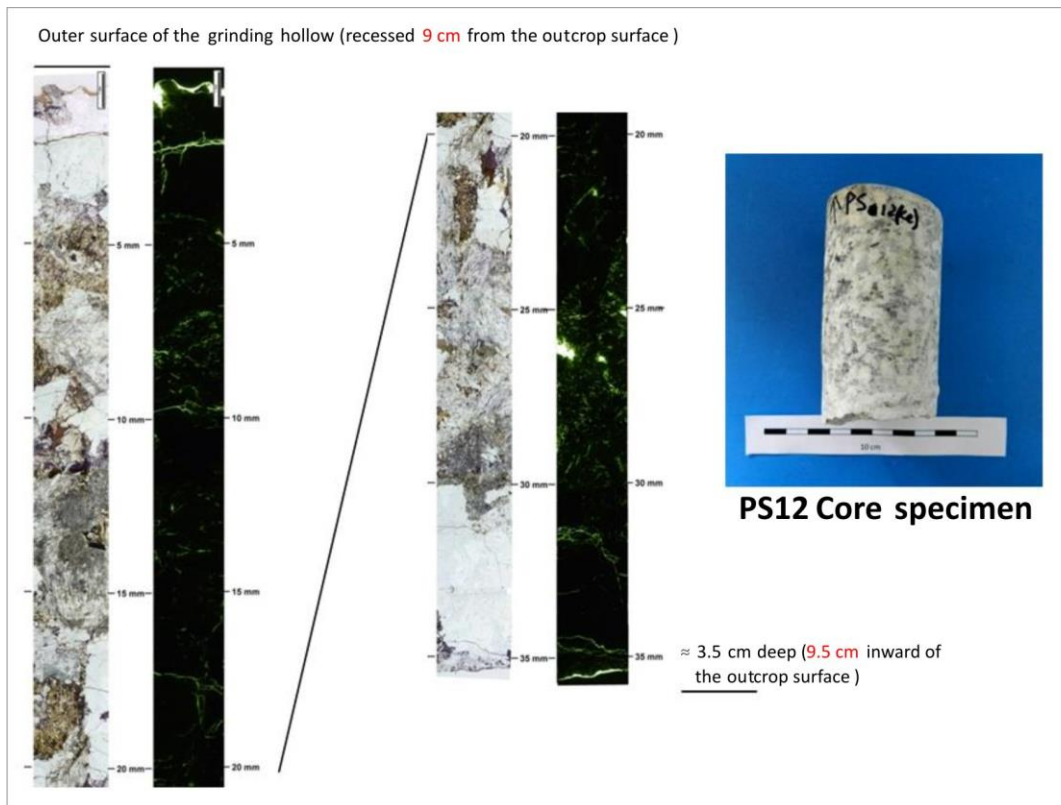 Outer surface of the grinding hollow (recessed 9 cm from the outcrop surface )
5 mm
5 mm
10 mm
10 mm
15 mm
15 mm
20 mm
20 mm
20 mm
20 mm
25 mm
25 mm
30 mm
30 mm
35 mm
35 mm
50 cm
PS12 Core specimen
≈ 3.5 cm deep (9.5 cm inward of
the outcrop surface )